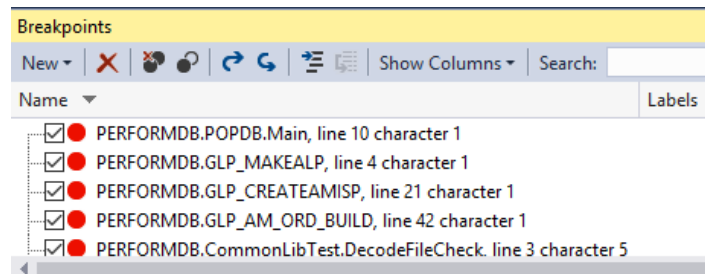 Breakpoints
New Show Columns Search:
Name Labels
PERFORMDB.POPDB.Main, line 10 character 1
PERFORMDB.GLP_MAKEALP, line 4 character 1
PERFORMDB.GLP_CREATEAMISP, line 21 character 1
PERFORMDB.GLP_AM_ORD_BUILD, line 42 character 1
PERFORMDB.CommonLibTest.DecodeFileCheck, line 3 character 5